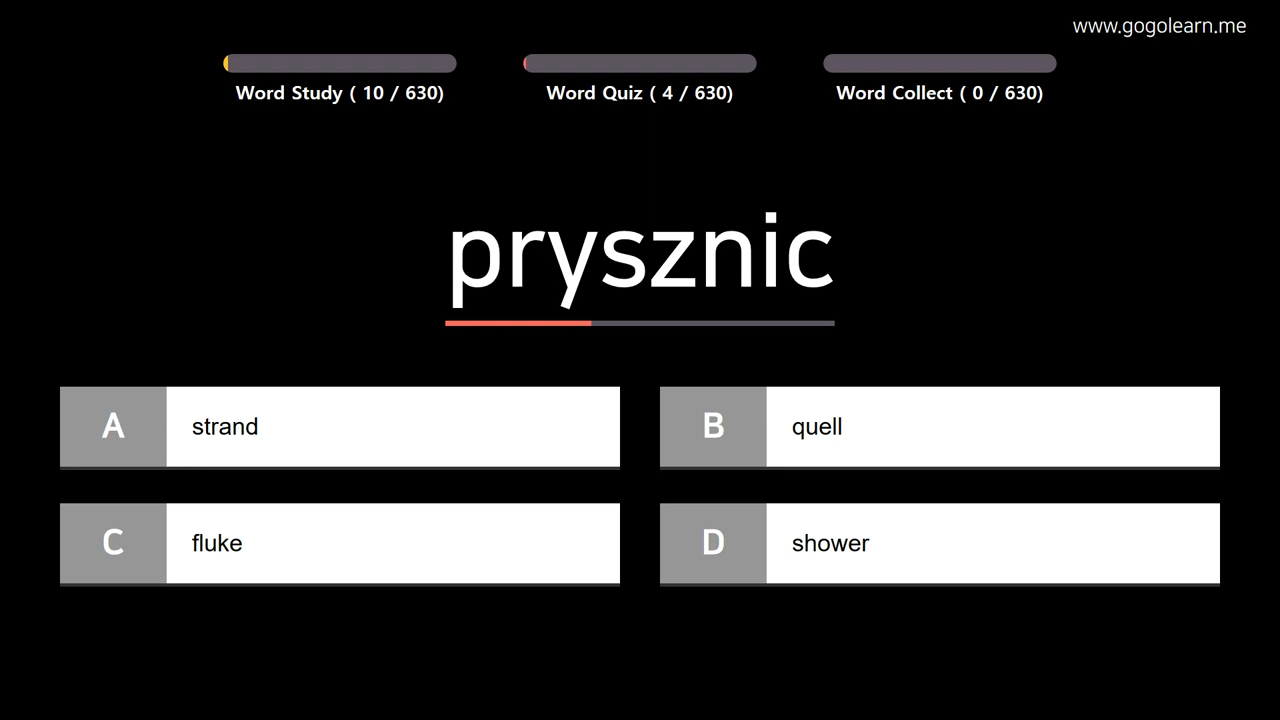 www.gogolearn.me
Word Study ( 10 / 630)
Word Quiz ( 4 / 630)
Word Collect ( 0 / 630)
prysznic
A strand
B quell
C fluke
D shower